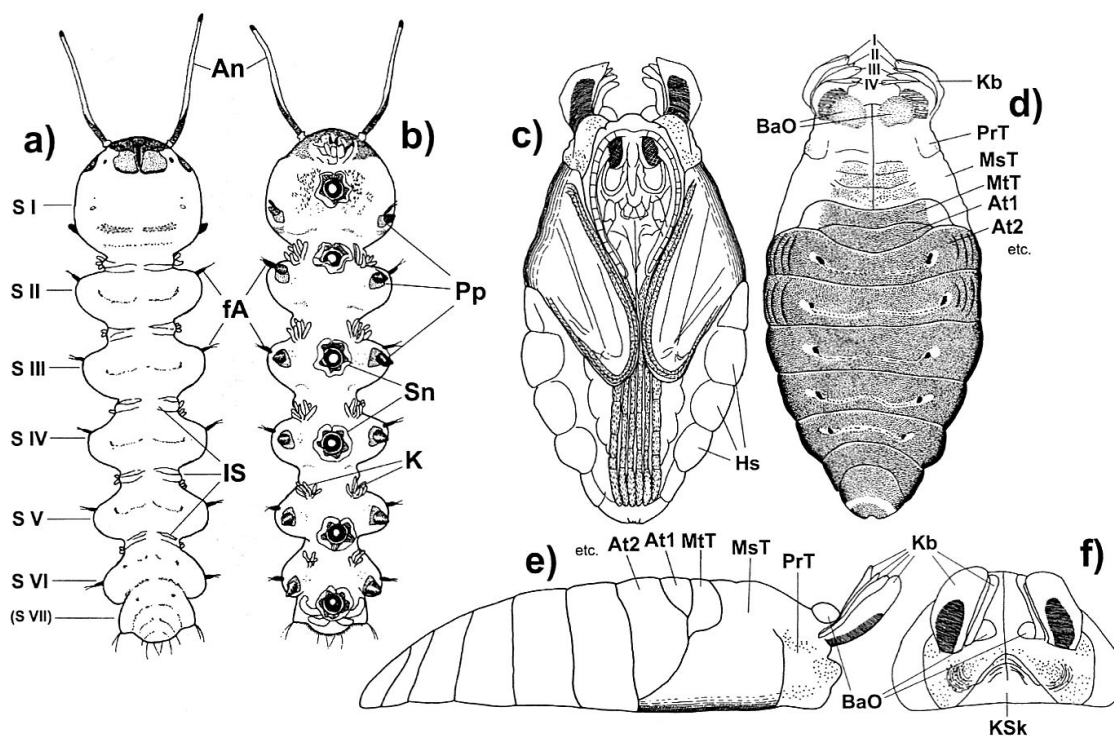 a)
An
b)
S I
S II
S III
S IV
S V
S VI
(S VII)
fA
IS
Pp
Sn
K
c)
Hs
d)
I
II
III
IV
Kb
BaO
PrT
MsT
MtT
At1
At2
etc.
e)
etc.
At2
At1
MtT
MsT
PrT
BaO
f)
Kb
KSk